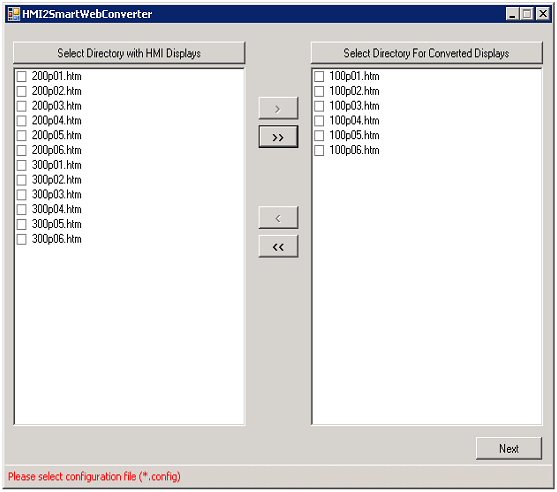 HMI2SmartWebConverter
Select Directory with HMI Displays
Select Directory For Converted Displays
200p01.htm
200p02.htm
200p03.htm
200p04.htm
200p05.htm
200p06.htm
300p01.htm
300p02.htm
300p03.htm
300p04.htm
300p05.htm
300p06.htm
>
>>
<
<<
100p01.htm
100p02.htm
100p03.htm
100p04.htm
100p05.htm
100p06.htm
Next
Please select configuration file (*.config)